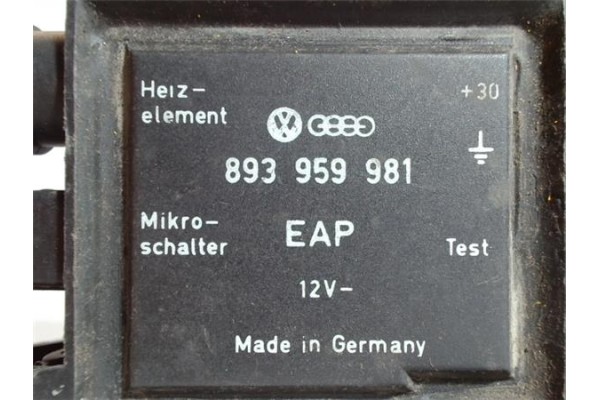 Heiz-
element
+30
893 959 981
Mikro-
schalter
EAP
Test
12V-
Made in Germany